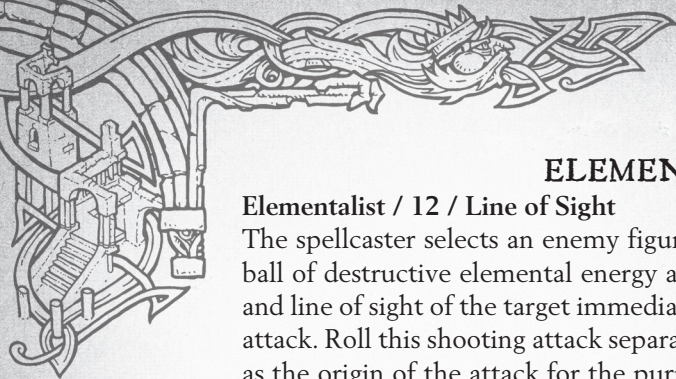 ELEMEN
Elementalist / 12 / Line of Sight
The spellcaster selects an enemy figur
ball of destructive elemental energy a
and line of sight of the target immedia
attack. Roll this shooting attack separa
as the origin of the attack for the pur